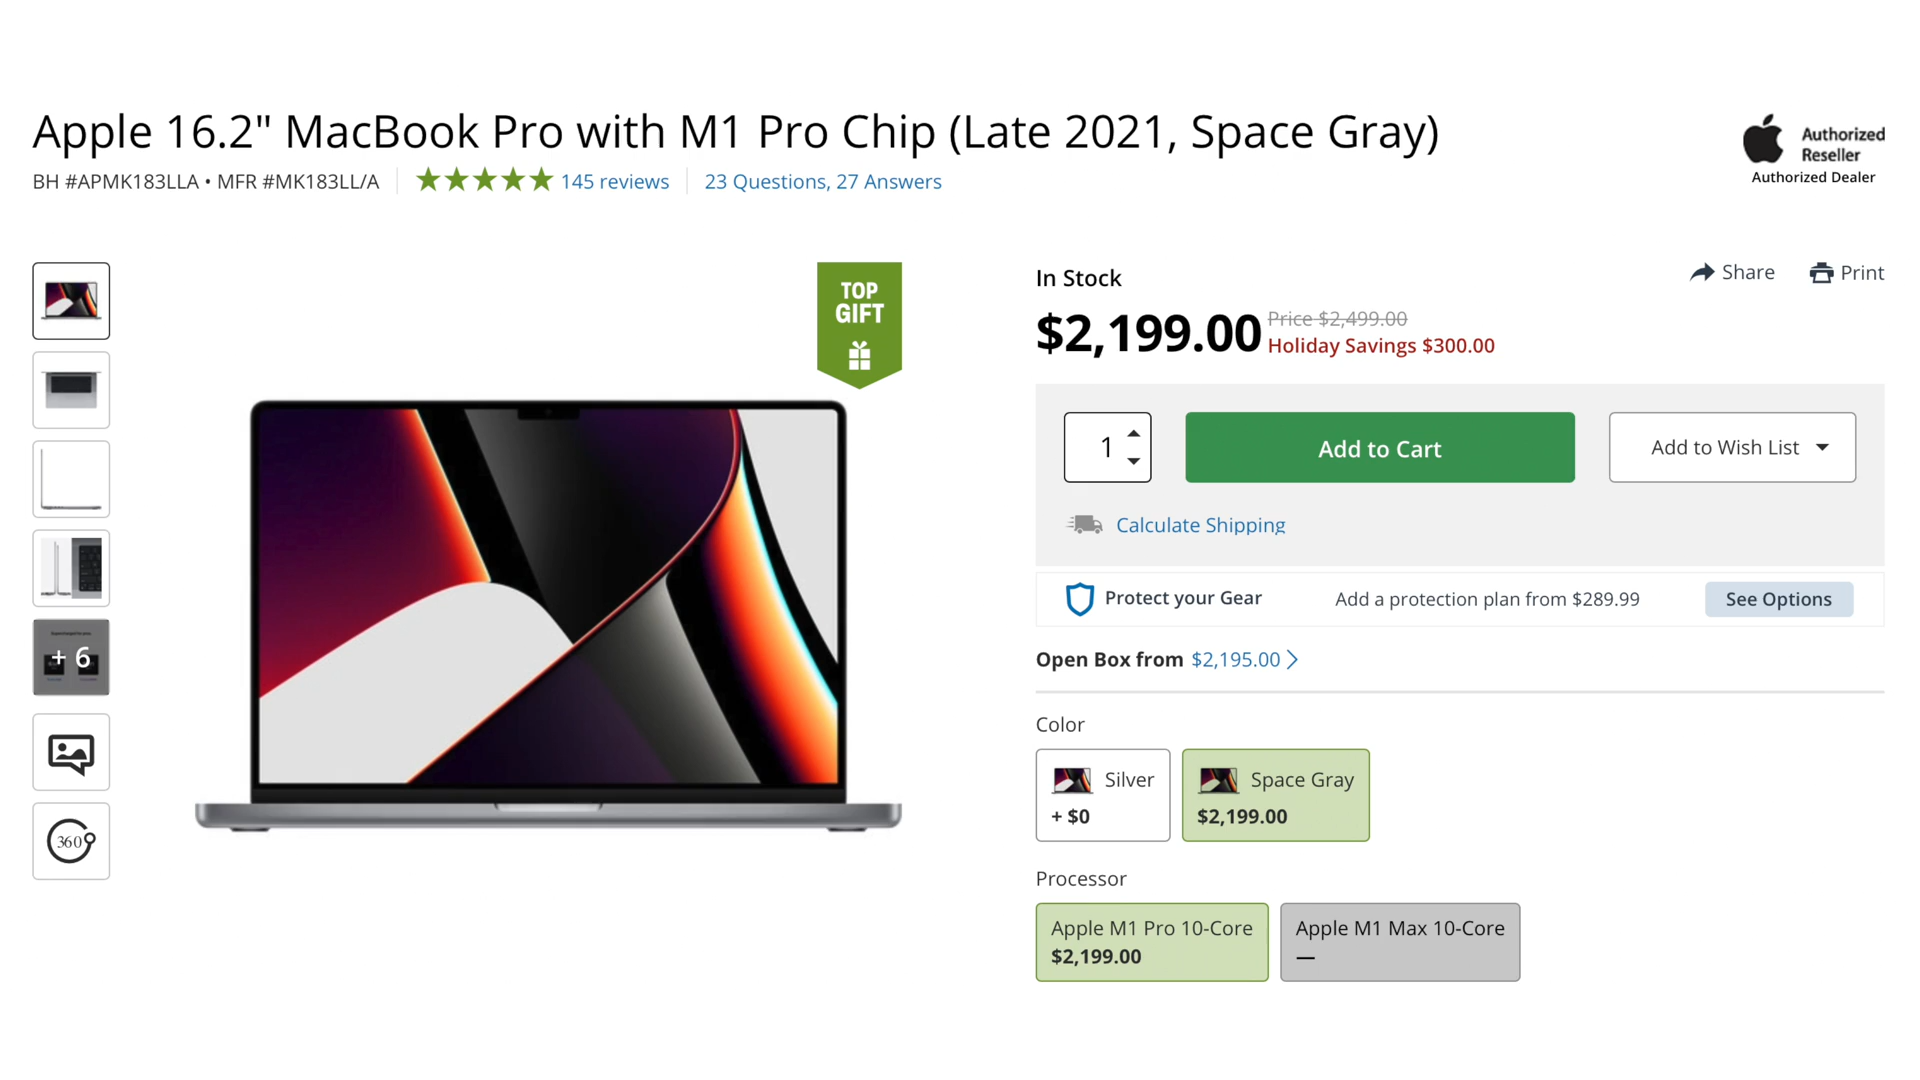 Apple 16.2" MacBook Pro with M1 Pro Chip (Late 2021, Space Gray)
BH #APMK183LLA • MFR #MK183LL/A
145 reviews
23 Questions, 27 Answers
Authorized
Reseller
Authorized Dealer
TOP
GIFT
+ 6
360
In Stock
Share
Print
$2,199.00
Price $2,499.00
Holiday Savings $300.00
1
Add to Cart
Add to Wish List
Calculate Shipping
Protect your Gear
Add a protection plan from $289.99
See Options
Open Box from $2,195.00
Color
Silver
+ $0
Space Gray
$2,199.00
Processor
Apple M1 Pro 10-Core
$2,199.00
Apple M1 Max 10-Core
—